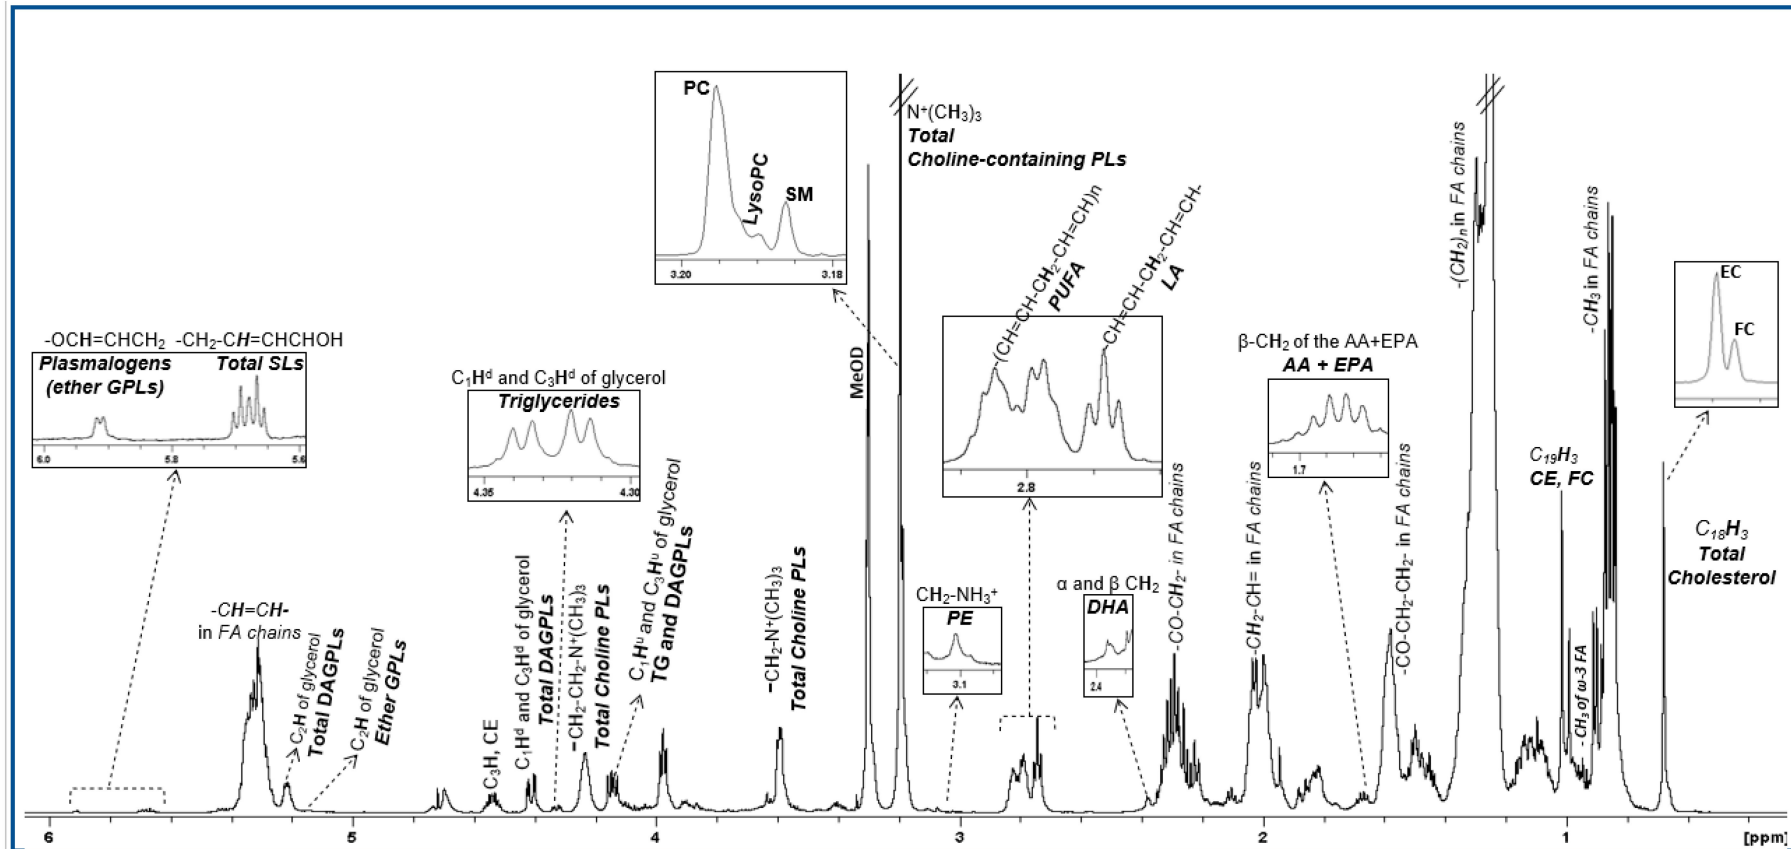 PC
LysoPC
SM
3.20
3.18
N⁺(CH₃)₃
Total
Choline-containing PLs
-OCH=CHCH₂
-CH₂-CH=CHCHOH
Plasmalogens
(ether GPLs)
Total SLs
6.0
5.8
5.6
C₁Hᵈ and C₃Hᵈ of glycerol
Triglycerides
4.35
4.30
MeOD
-(CH=CH-CH₂-CH=CH)n
PUFA
-CH=CH-CH₂-CH=CH-
LA
2.8
β-CH₂ of the AA+EPA
AA + EPA
1.7
-(CH₂)ₙ in FA chains
-CH₃ in FA chains
EC
FC
-CH=CH-
in FA chains
C₂H of glycerol
Total DAGPLs
C₂H of glycerol
Ether GPLs
C₃H, CE
C₁Hᵈ and C₃Hᵈ of glycerol
Total DAGPLs
–CH₂-CH₂-N⁺(CH₃)₃
Total Choline PLs
C₁Hᵘ and C₃Hᵘ of glycerol
TG and DAGPLs
–CH₂-N⁺(CH₃)₃
Total Choline PLs
CH₂-NH₃⁺
PE
3.1
α and β CH₂
DHA
2.4
-CO-CH₂- in FA chains
-CH₂-CH= in FA chains
-CO-CH₂-CH₂- in FA chains
C₁₉H₃
CE, FC
-CH₃ of ω-3 FA
C₁₈H₃
Total
Cholesterol
6
5
4
3
2
1
[ppm]